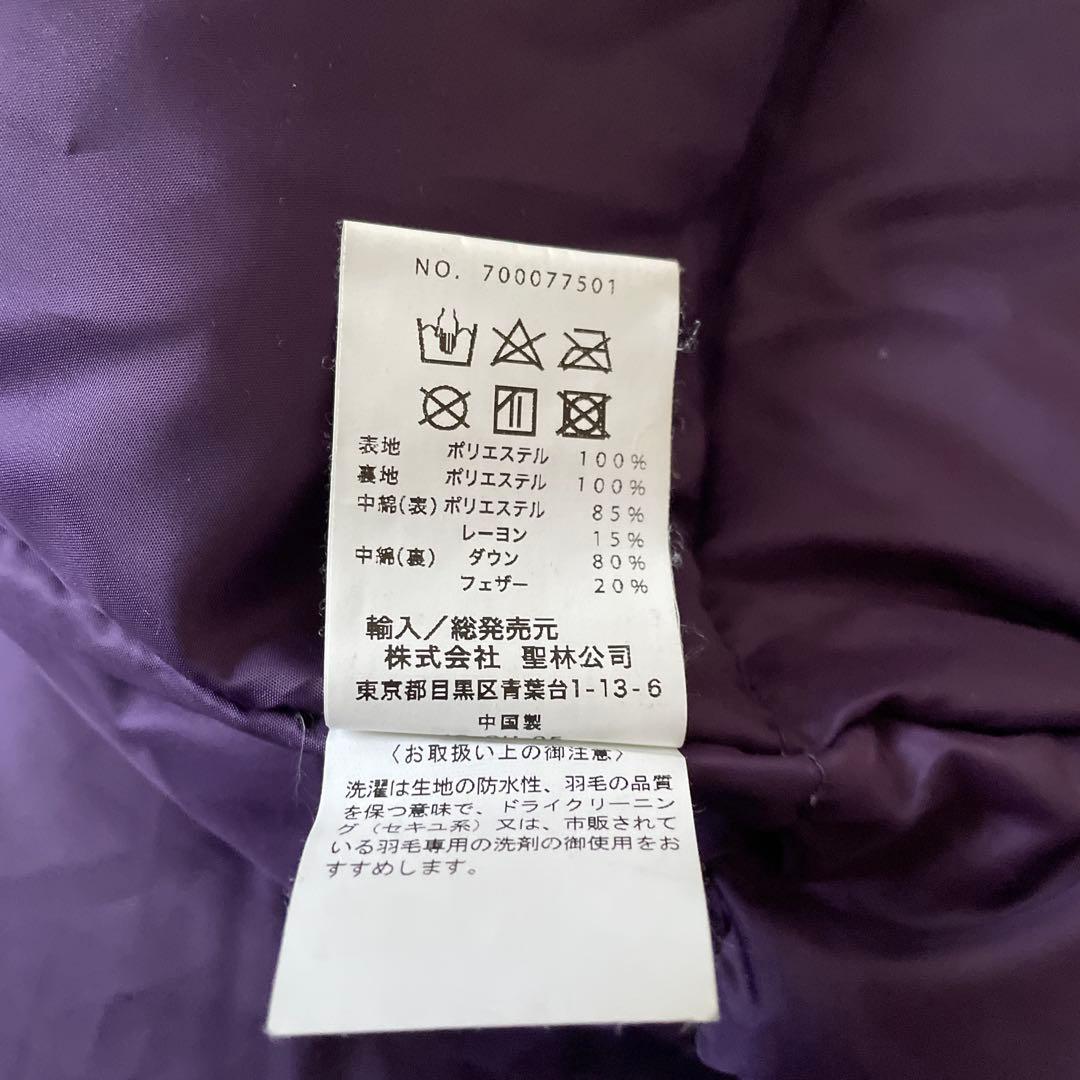 NO. 700077501
表地 ポリエステル 100%
裏地 ポリエステル 100%
中綿(表) ポリエステル 85%
レーヨン 15%
中綿(裏) ダウン 80%
フェザー 20%
輸入/総発売元
株式会社 聖林公司
東京都目黒区青葉台1-13-6
中国製
〈お取扱い上の御注意〉
洗濯は生地の防水性、羽毛の品質
を保つ意味で、ドライクリーニン
グ(セキユ系)又は、市販されて
いる羽毛専用の洗剤の御使用をお
すすめします。